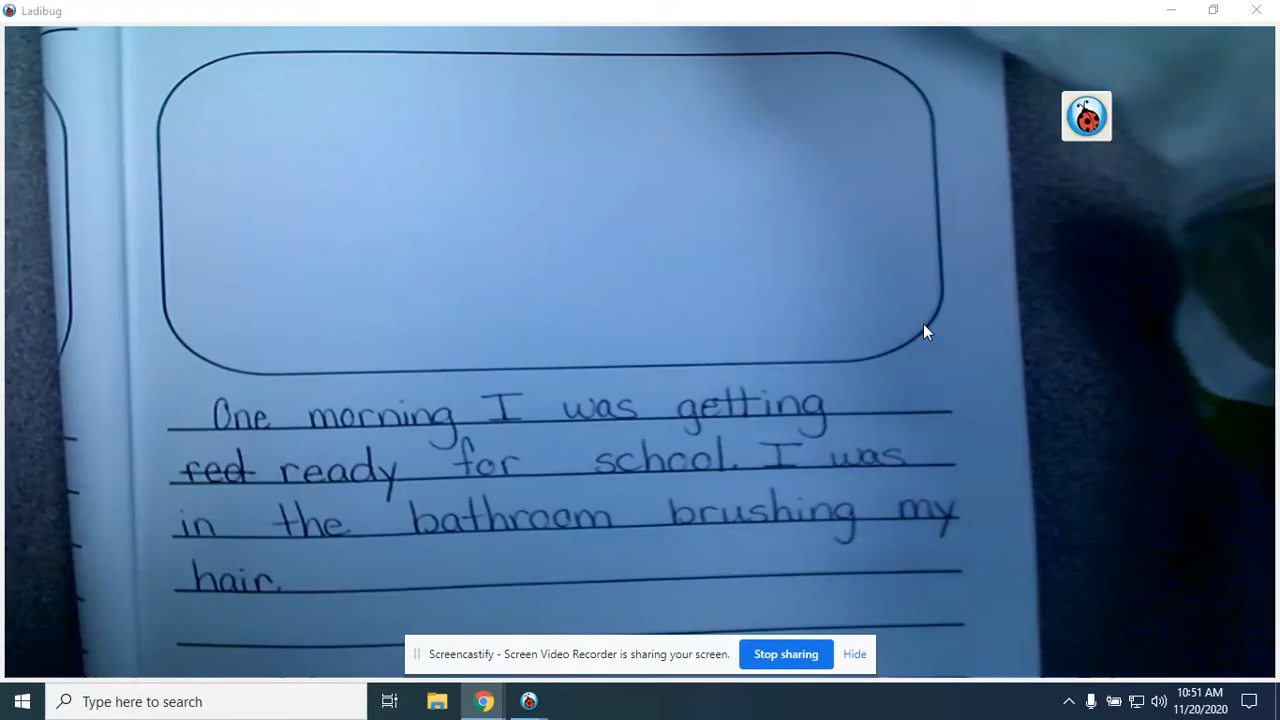 Ladibug
One morning I was getting
red ready for school. I was
in the bathroom brushing my
hair.
Screencastify - Screen Video Recorder is sharing your screen. Stop sharing Hide
Type here to search
10:51 AM
11/20/2020